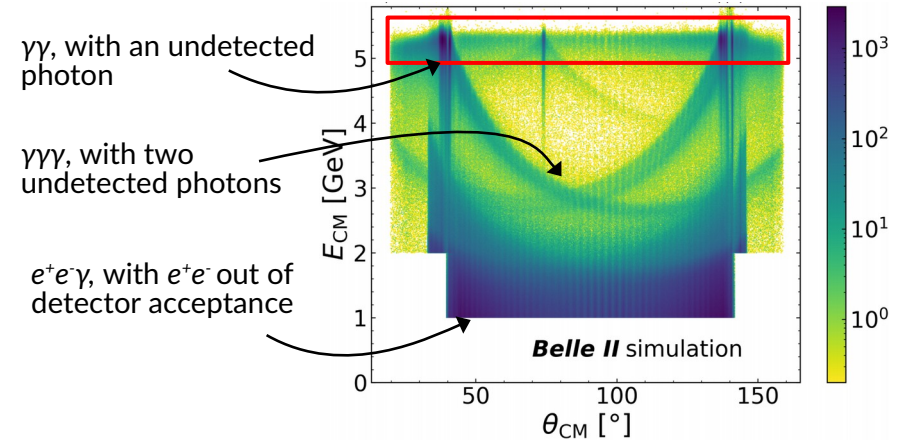 γγ, with an undetected
photon
γγγ, with two
undetected photons
e⁺e⁻γ, with e⁺e⁻ out of
detector acceptance
E_CM [GeV]
5
4
3
2
1
0
50
100
150
θ_CM [°]
Belle II simulation
10³
10²
10¹
10⁰